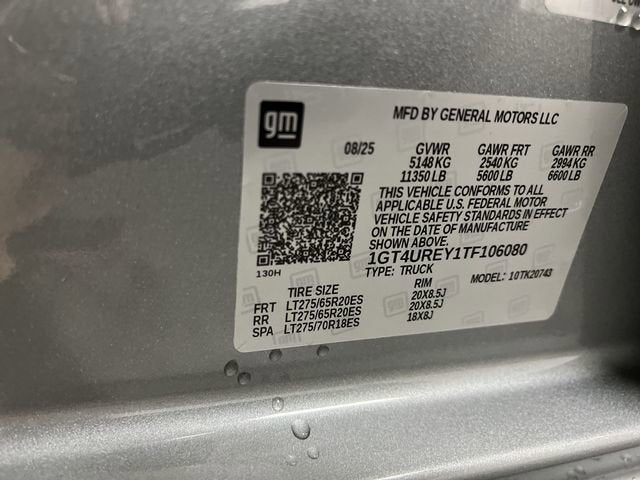 gm
MFD BY GENERAL MOTORS LLC
08/25 GVWR GAWR FRT GAWR RR
5148 KG 2540 KG 2994 KG
11350 LB 5600 LB 6600 LB
THIS VEHICLE CONFORMS TO ALL
APPLICABLE U.S. FEDERAL MOTOR
VEHICLE SAFETY STANDARDS IN EFFECT
ON THE DATE OF MANUFACTURE
SHOWN ABOVE.
130H
1GT4UREY1TF106080
TYPE: TRUCK MODEL: 10TK20743
TIRE SIZE RIM
FRT LT275/65R20ES 20X8.5J
RR LT275/65R20ES 20X8.5J
SPA LT275/70R18ES 18X8J